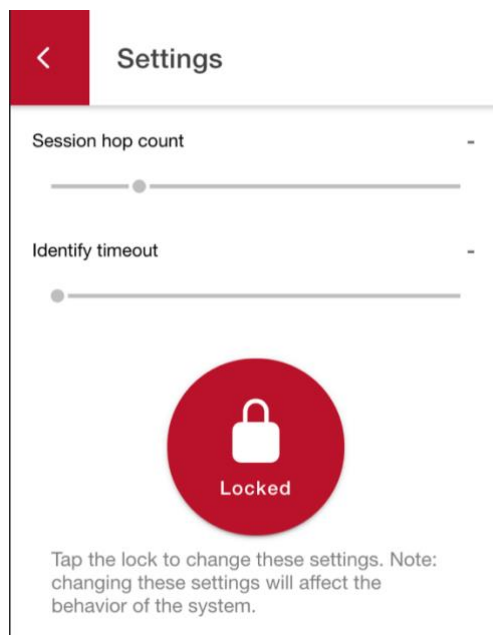 Settings
Session hop count -
Identify timeout -
Locked
Tap the lock to change these settings. Note:
changing these settings will affect the
behavior of the system.